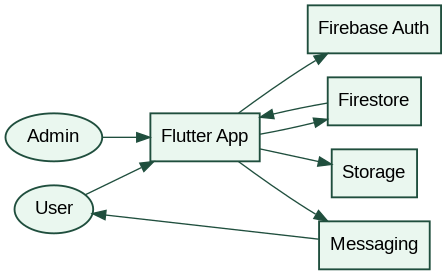 Firebase Auth
Firestore
Admin
Flutter App
Storage
User
Messaging